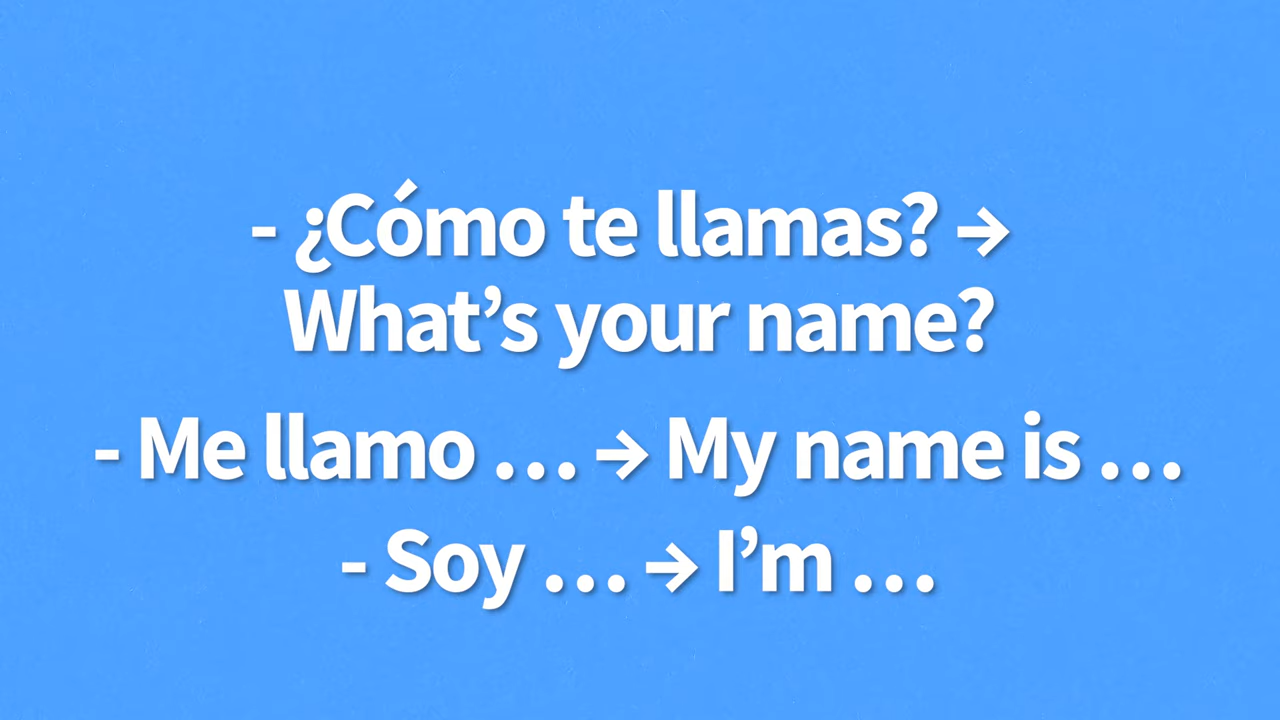 - ¿Cómo te llamas? →
What’s your name?
- Me llamo … → My name is …
- Soy … → I’m …